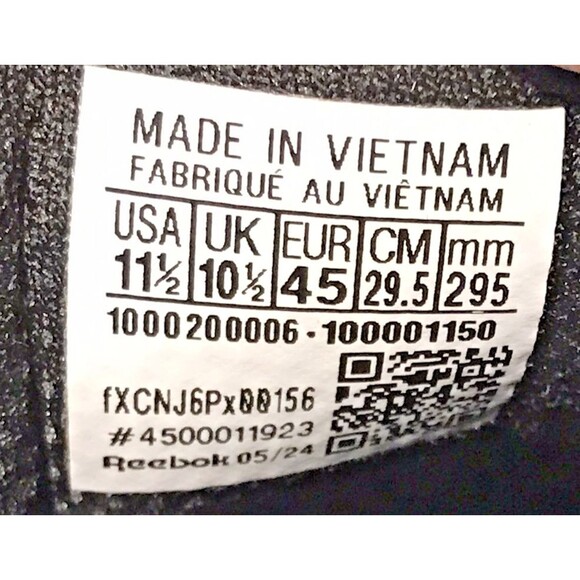 MADE IN VIETNAM
FABRIQUÉ AU VIÊTNAM
USA UK EUR CM mm
11½ 10½ 45 29.5 295
1000200006-100001150
fXCNJ6Px00156
#4500011923
Reebok 05/24